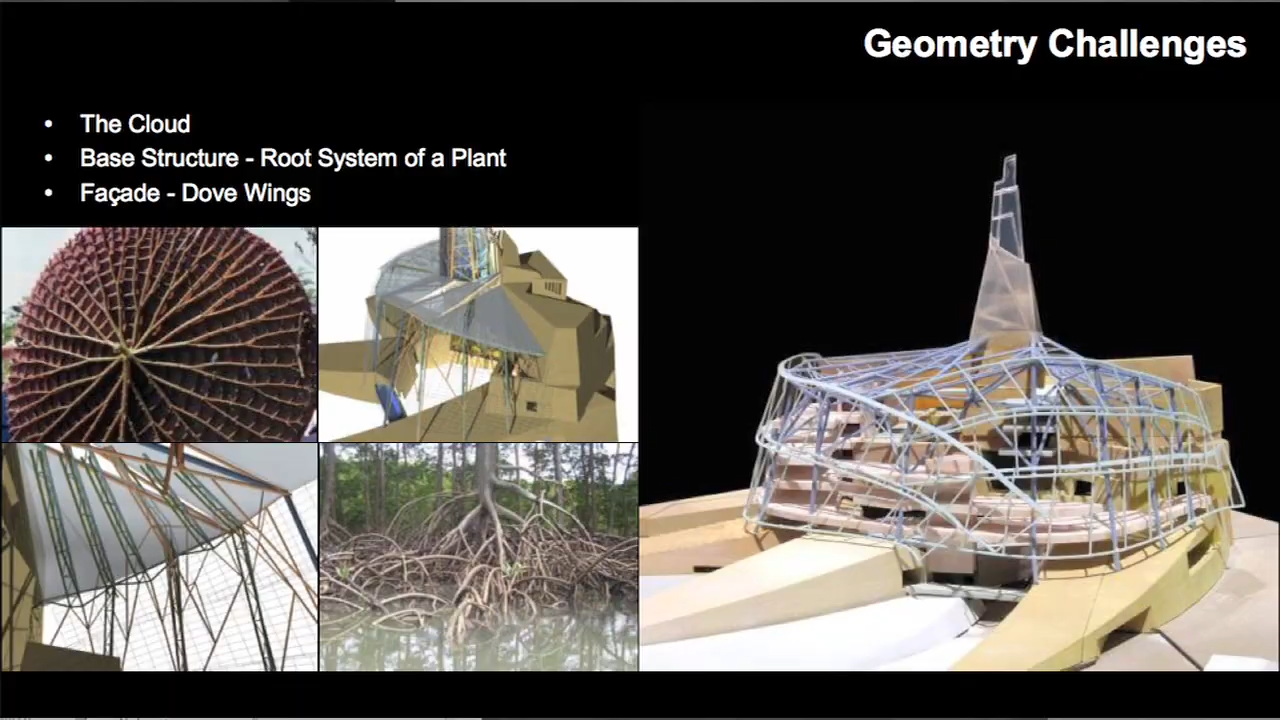 Geometry Challenges
• The Cloud
• Base Structure - Root System of a Plant
• Façade - Dove Wings